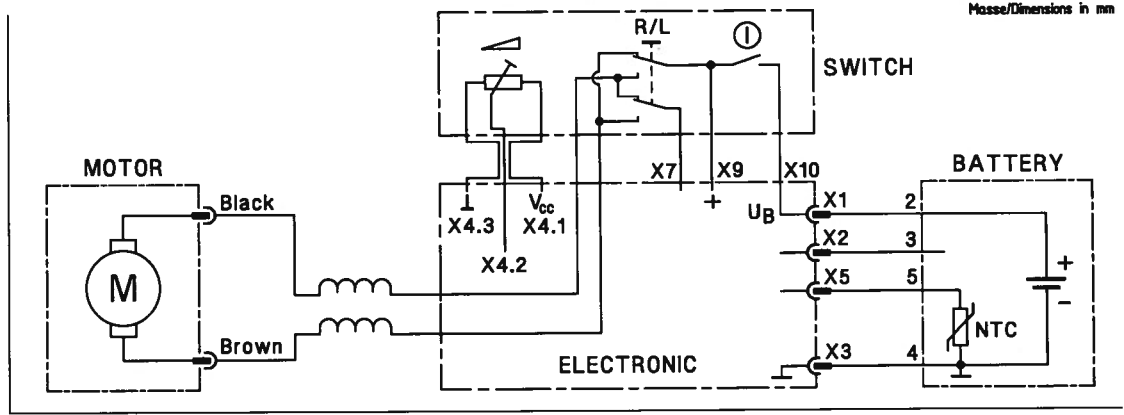 Masse/Dimensions in mm
R/L
I
SWITCH
MOTOR
X7 X9 X10
BATTERY
Black
+
X4.3
Vcc
X4.1
UB
X1 2
X2 3
X4.2
X5 5
M
+
-
NTC
Brown
ELECTRONIC
X3 4